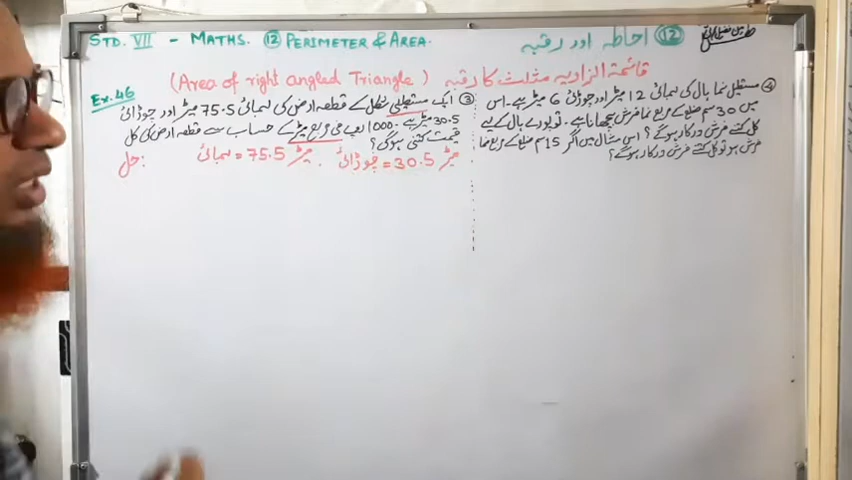 STD. VII - MATHS. ⑫ PERIMETER & AREA. احاطہ اور رقبہ ⑫
(Area of right angled Triangle) قائمۃ الزاویہ مثلث کا رقبہ
Ex. 46
③ ایک مستطیلی شکل کے قطعہ ارض کی لمبائی 75.5 میٹر اور چوڑائی
30.5 میٹر ہے۔ 1000 روپے فی مربع میٹر کے حساب سے قطعہ ارض کی کل
قیمت کتنی ہوگی؟
حل: لمبائی = 75.5 میٹر . چوڑائی = 30.5 میٹر
④ مستطیل نما ہال کی لمبائی 12 میٹر اور چوڑائی 6 میٹر ہے۔ اس
میں 30 سم ضلع کے مربع نما فرش بچھانا ہے۔ تو پورے ہال کے لیے
کل کتنے فرش درکار ہوگے؟ اس مثال میں اگر 15 سم ضلع کے مربع نما
فرش ہو تو کل کتنے فرش درکار ہوگے؟